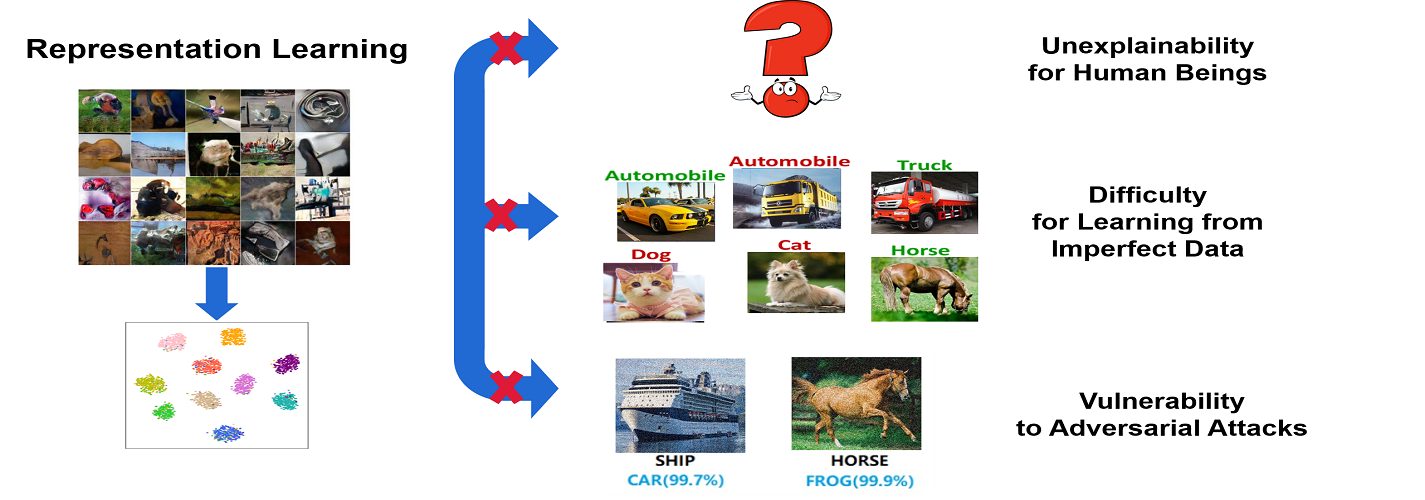 Representation Learning
Unexplainability
for Human Beings
Automobile
Automobile
Truck
Dog
Cat
Horse
Difficulty
for Learning from
Imperfect Data
SHIP
CAR(99.7%)
HORSE
FROG(99.9%)
Vulnerability
to Adversarial Attacks